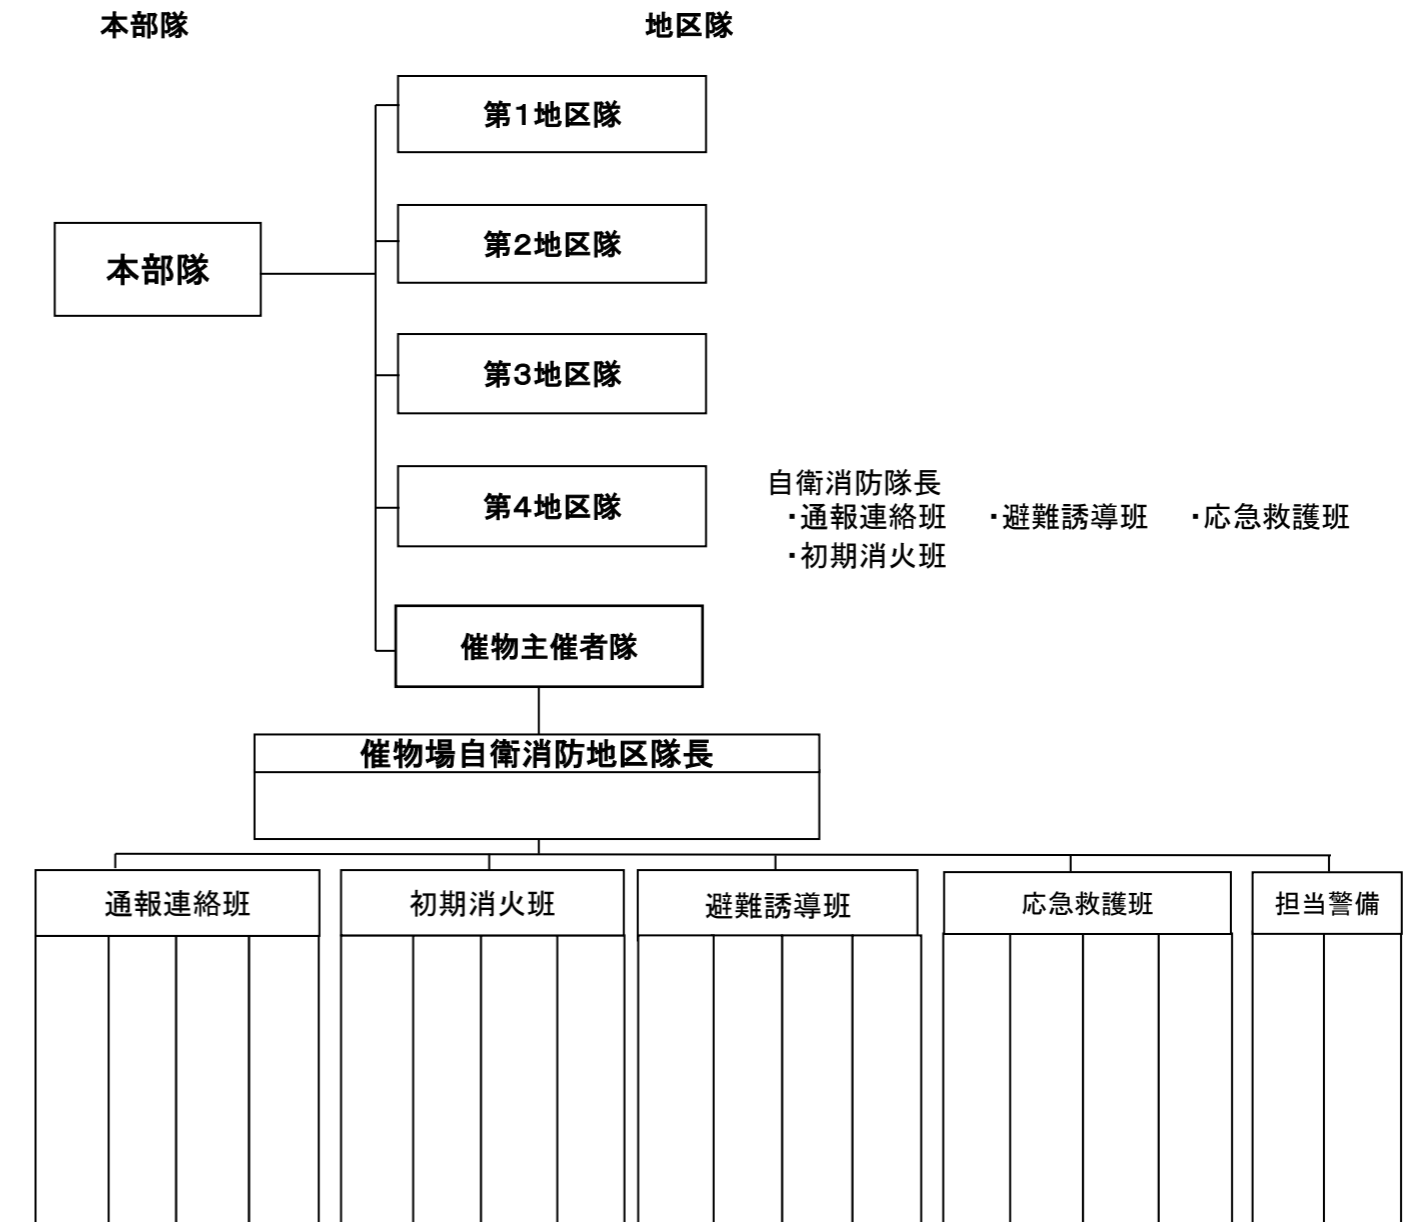 本部隊 地区隊
第1地区隊
第2地区隊
本部隊
第3地区隊
第4地区隊
自衛消防隊長
・通報連絡班 ・避難誘導班 ・応急救護班
・初期消火班
催物主催者隊
催物場自衛消防地区隊長
通報連絡班 初期消火班 避難誘導班 応急救護班 担当警備